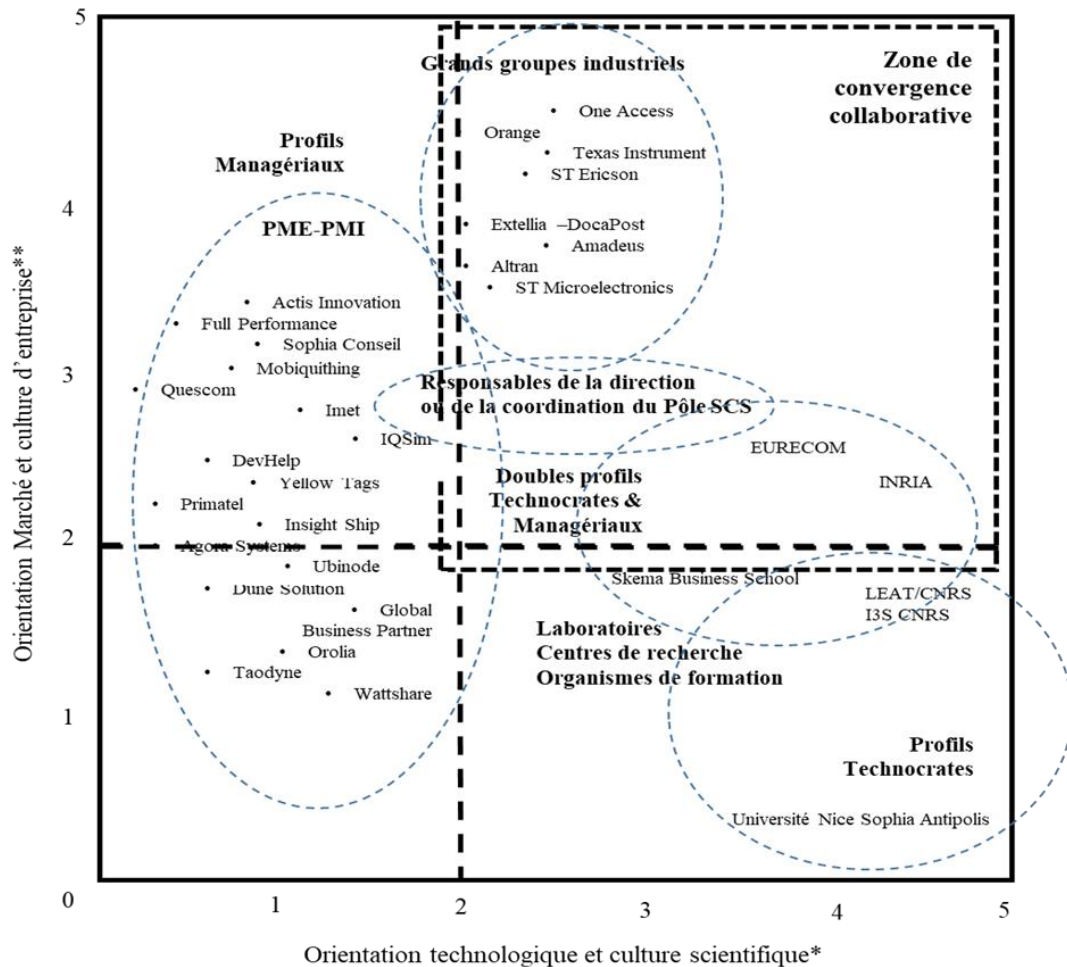 5
Grands groupes industriels
Zone de
convergence
collaborative
One Access
Orange
Profils
Managériaux
Texas Instrument
ST Ericson
4
PME-PMI
Extellia –DocaPost
Amadeus
Altran
ST Microelectronics
Actis Innovation
Full Performance
Sophia Conseil
3
Mobiquithing
Quescom
Responsables de la direction
ou de la coordination du Pôle SCS
Imet
IQSim
EURECOM
DevHelp
Yellow Tags
Doubles profils
Technocrates &
Managériaux
INRIA
Primatel
Insight Ship
2
Agora Systems
Ubinode
Skema Business School
Dune Solution
LEAT/CNRS
I3S CNRS
Global
Business Partner
Laboratoires
Centres de recherche
Organismes de formation
Orolia
Taodyne
Wattshare
1
Profils
Technocrates
Université Nice Sophia Antipolis
0
1
2
3
4
5
Orientation Marché et culture d’entreprise**
Orientation technologique et culture scientifique*